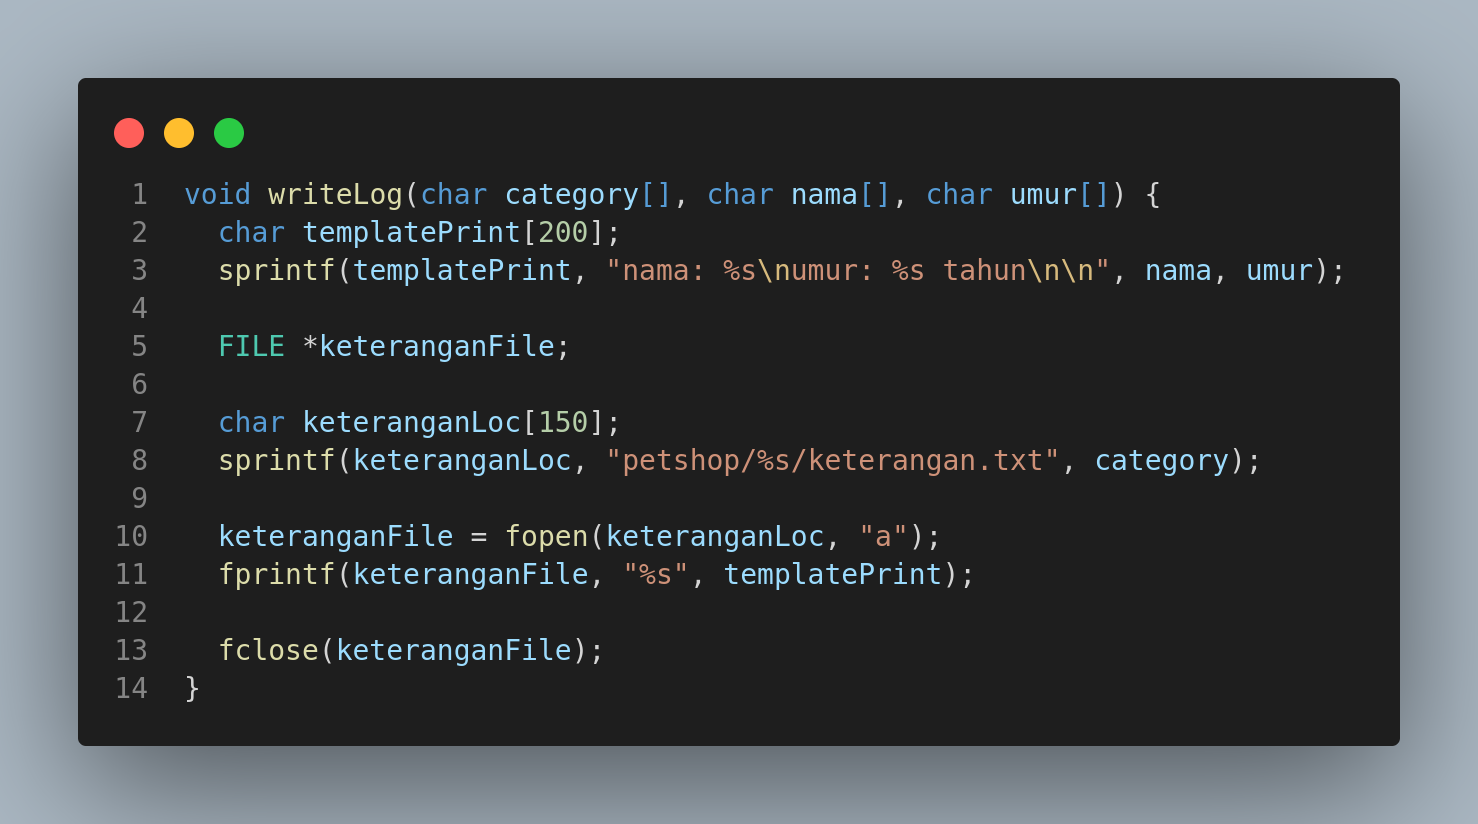 1 void writeLog(char category[], char nama[], char umur[]) {
2   char templatePrint[200];
3   sprintf(templatePrint, "nama: %s\numur: %s tahun\n\n", nama, umur);
4
5   FILE *keteranganFile;
6
7   char keteranganLoc[150];
8   sprintf(keteranganLoc, "petshop/%s/keterangan.txt", category);
9
10   keteranganFile = fopen(keteranganLoc, "a");
11   fprintf(keteranganFile, "%s", templatePrint);
12
13   fclose(keteranganFile);
14 }